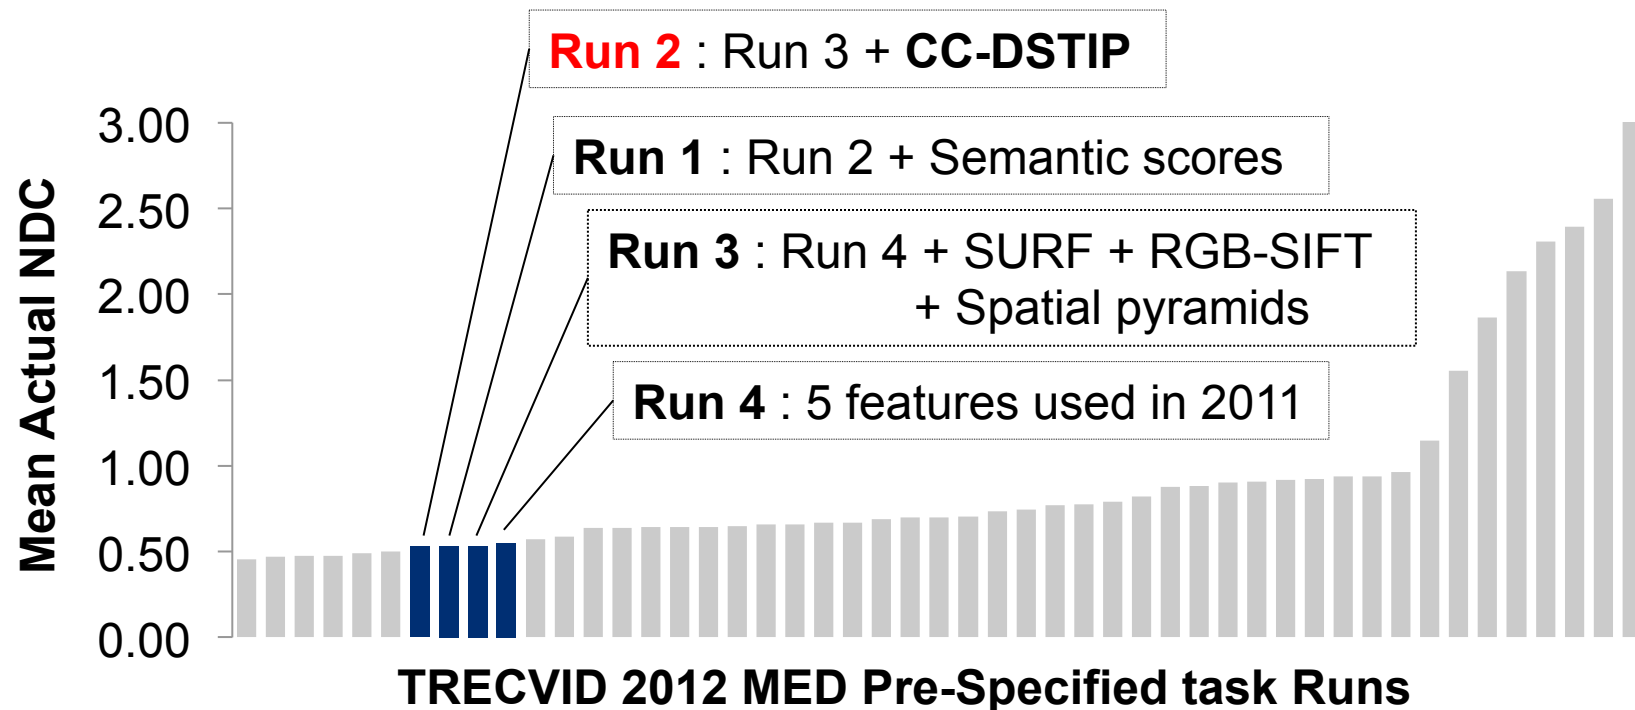 Run 2 : Run 3 + CC-DSTIP
Run 1 : Run 2 + Semantic scores
Run 3 : Run 4 + SURF + RGB-SIFT
+ Spatial pyramids
Run 4 : 5 features used in 2011
Mean Actual NDC
3.00
2.50
2.00
1.50
1.00
0.50
0.00
TRECVID 2012 MED Pre-Specified task Runs